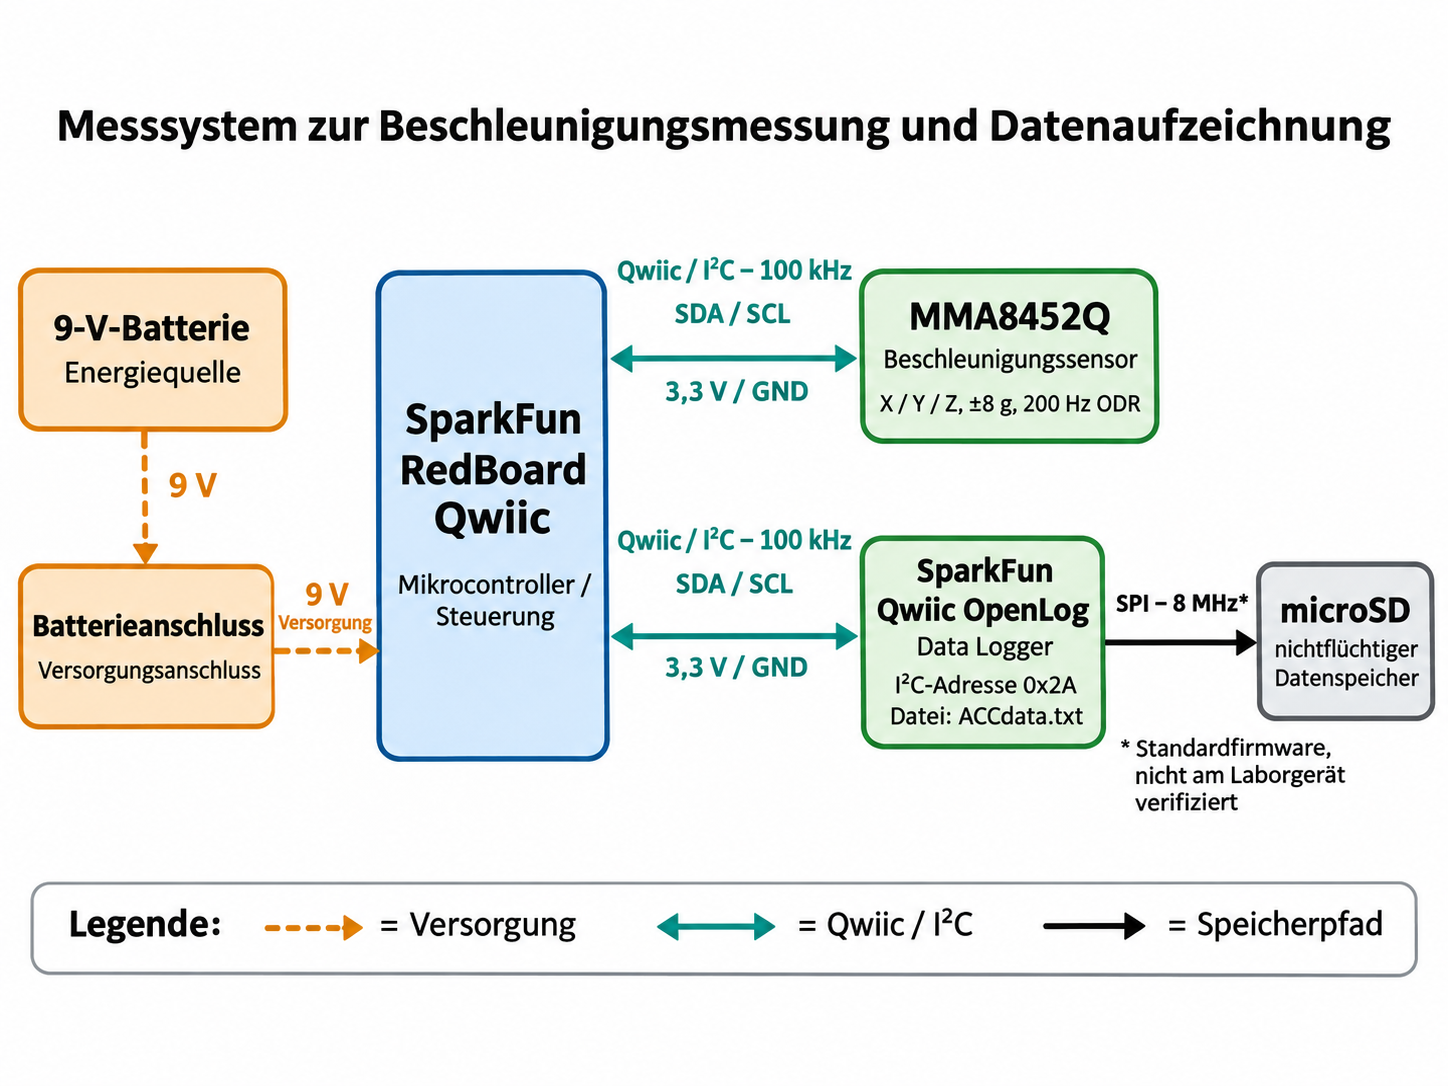 Messsystem zur Beschleunigungsmessung und Datenaufzeichnung
9-V-Batterie
Energiequelle
9 V
Batterieanschluss
Versorgungsanschluss
9 V
Versorgung
SparkFun
RedBoard
Qwiic
Mikrocontroller /
Steuerung
Qwiic / I²C – 100 kHz
SDA / SCL
3,3 V / GND
MMA8452Q
Beschleunigungssensor
X / Y / Z, ±8 g, 200 Hz ODR
Qwiic / I²C – 100 kHz
SDA / SCL
3,3 V / GND
SparkFun
Qwiic OpenLog
Data Logger
I²C-Adresse 0x2A
Datei: ACCdata.txt
SPI – 8 MHz*
microSD
nichtflüchtiger
Datenspeicher
* Standardfirmware,
nicht am Laborgerät
verifiziert
Legende: = Versorgung = Qwiic / I²C = Speicherpfad